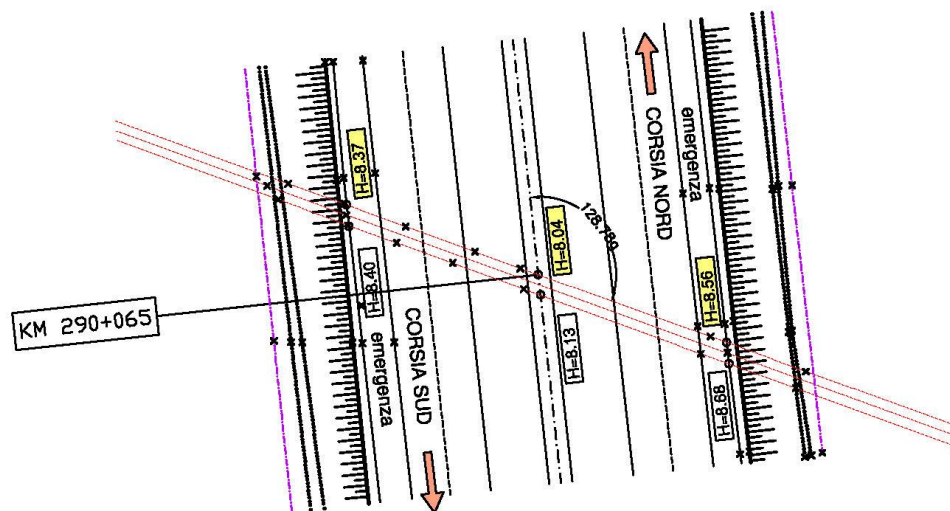 H=8.37
H=8.40
emergenza
CORSIA SUD
KM 290+065
H=8.04
H=8.13
128.789
CORSIA NORD
emergenza
H=8.56
H=8.68